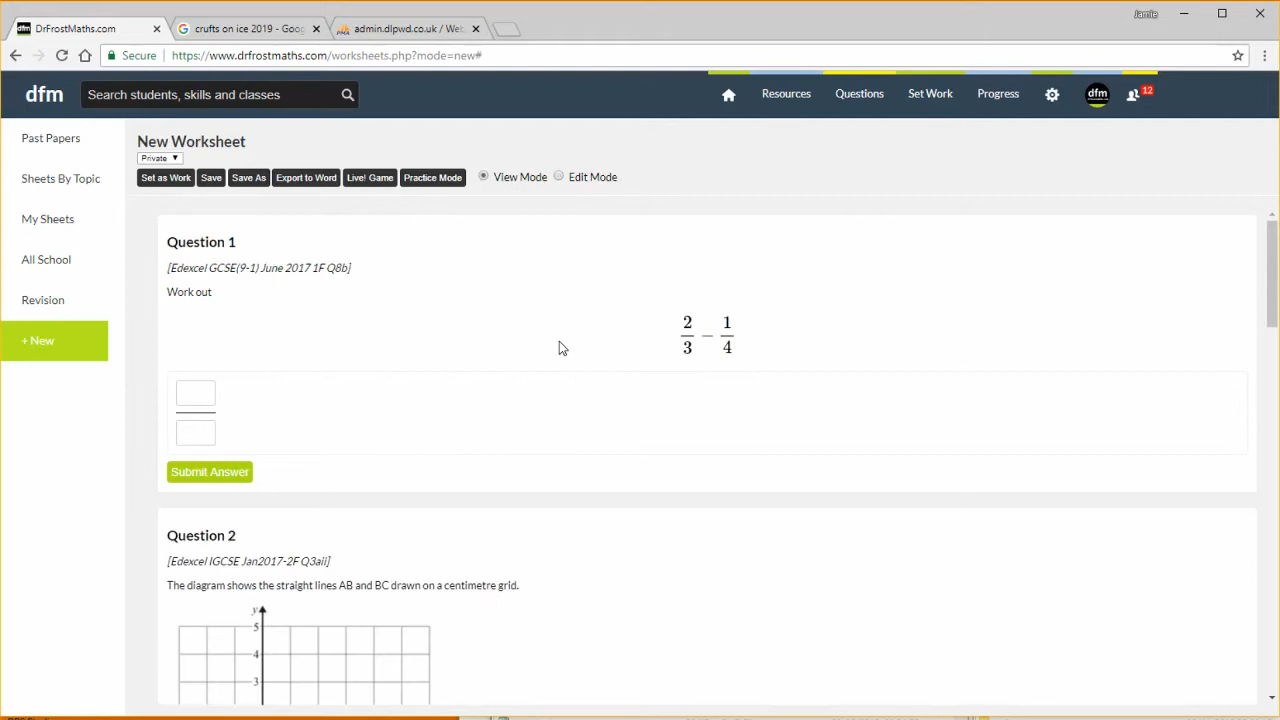 Jamie
DrFrostMaths.com
crufts on ice 2019 - Goog
admin.dlpwd.co.uk / Web
Secure
https://www.drfrostmaths.com/worksheets.php?mode=new#
dfm
Search students, skills and classes
Resources
Questions
Set Work
Progress
dfm
12
Past Papers
Sheets By Topic
My Sheets
All School
Revision
+ New
New Worksheet
Private ▼
Set as Work
Save
Save As
Export to Word
Live! Game
Practice Mode
View Mode
Edit Mode
Question 1
[Edexcel GCSE(9-1) June 2017 1F Q8b]
Work out
2/3 − 1/4
Submit Answer
Question 2
[Edexcel IGCSE Jan2017-2F Q3aii]
The diagram shows the straight lines AB and BC drawn on a centimetre grid.
y
5
4
3